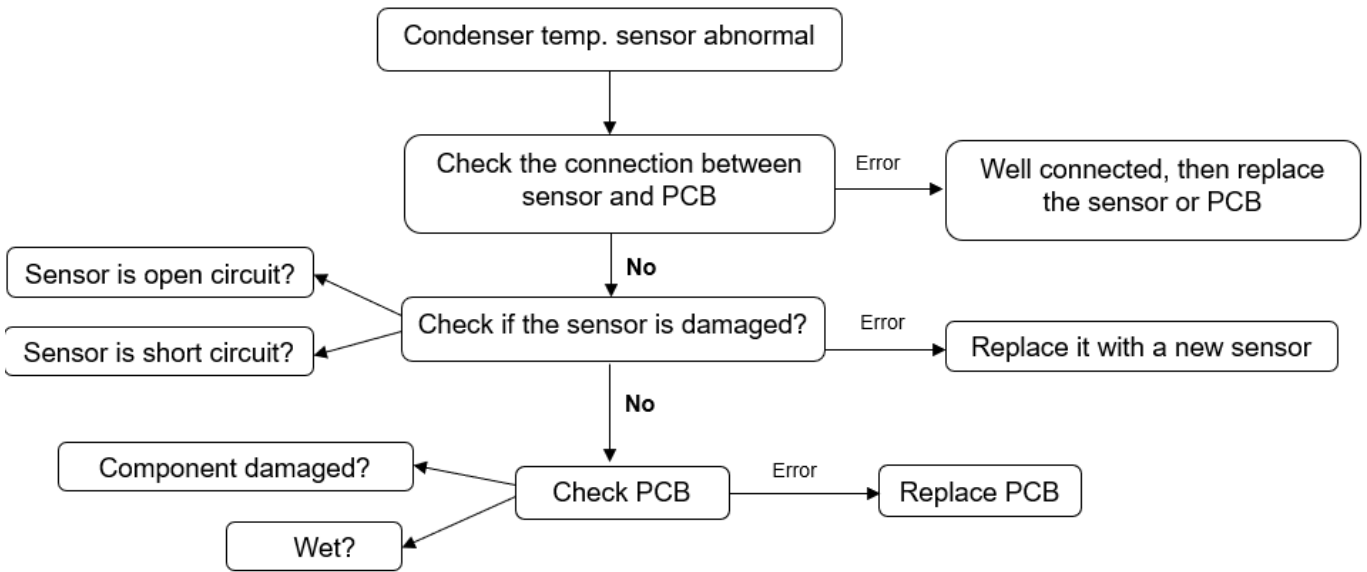 Condenser temp. sensor abnormal
Check the connection between
sensor and PCB
Error
Well connected, then replace
the sensor or PCB
No
Sensor is open circuit?
Sensor is short circuit?
Check if the sensor is damaged?
Error
Replace it with a new sensor
No
Component damaged?
Wet?
Check PCB
Error
Replace PCB